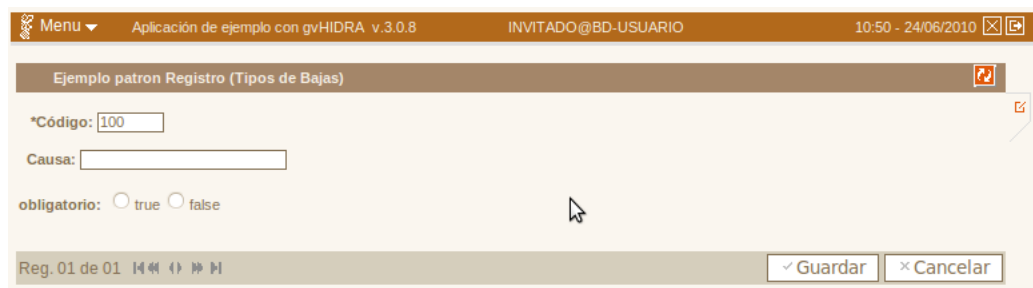 Menu Aplicación de ejemplo con gvHIDRA v.3.0.8 INVITADO@BD-USUARIO 10:50 - 24/06/2010
Ejemplo patron Registro (Tipos de Bajas)
*Código: 100
Causa:
obligatorio: true false
Reg. 01 de 01 Guardar Cancelar